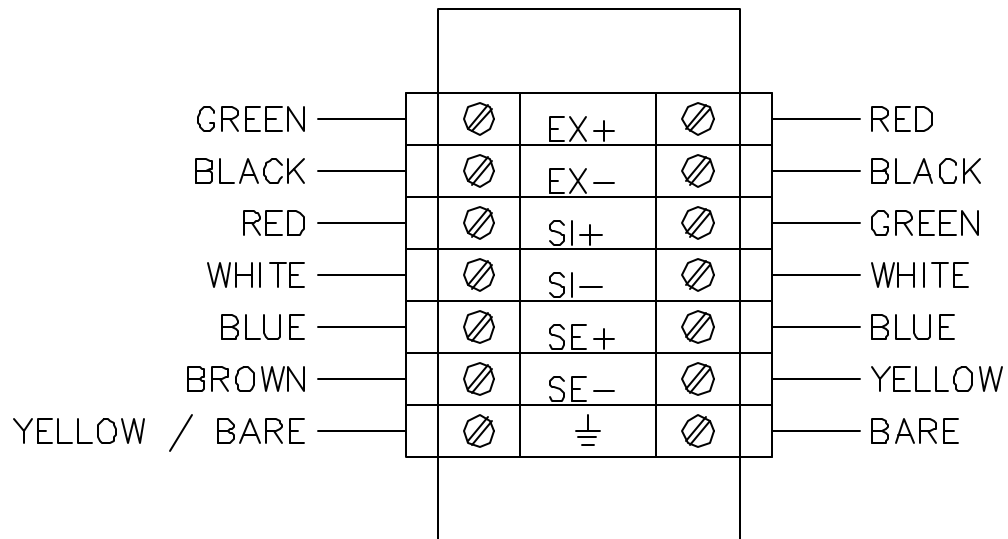 GREEN EX+ RED
BLACK EX− BLACK
RED SI+ GREEN
WHITE SI− WHITE
BLUE SE+ BLUE
BROWN SE− YELLOW
YELLOW / BARE BARE